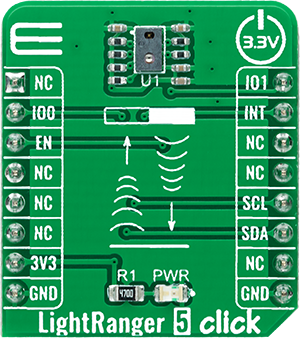 3.3V
U1
NC IO1
IO0 INT
EN NC
NC NC
NC SCL
NC SDA
3V3 NC
R1 PWR
4700
GND GND
LightRanger 5 click